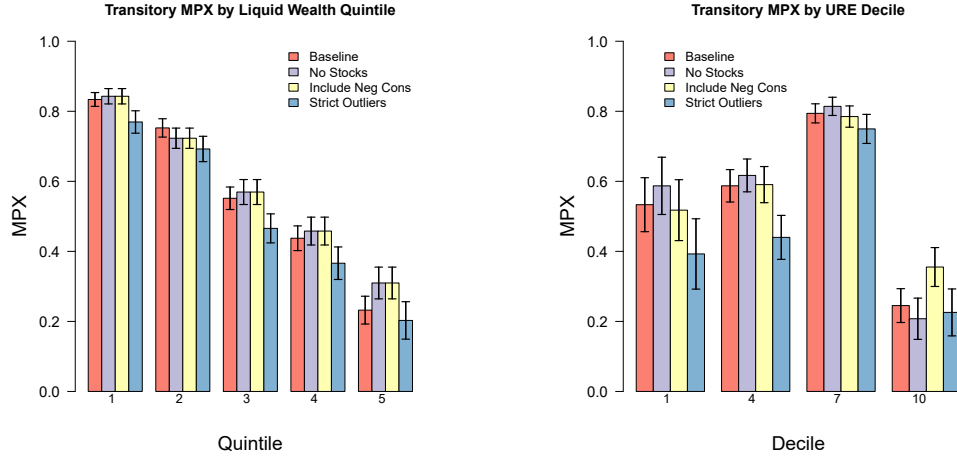 Transitory MPX by Liquid Wealth Quintile
1.0
0.8
0.6
0.4
0.2
0.0
MPX
Baseline
No Stocks
Include Neg Cons
Strict Outliers
1 2 3 4 5
Quintile
Transitory MPX by URE Decile
1.0
0.8
0.6
0.4
0.2
0.0
MPX
Baseline
No Stocks
Include Neg Cons
Strict Outliers
1 4 7 10
Decile